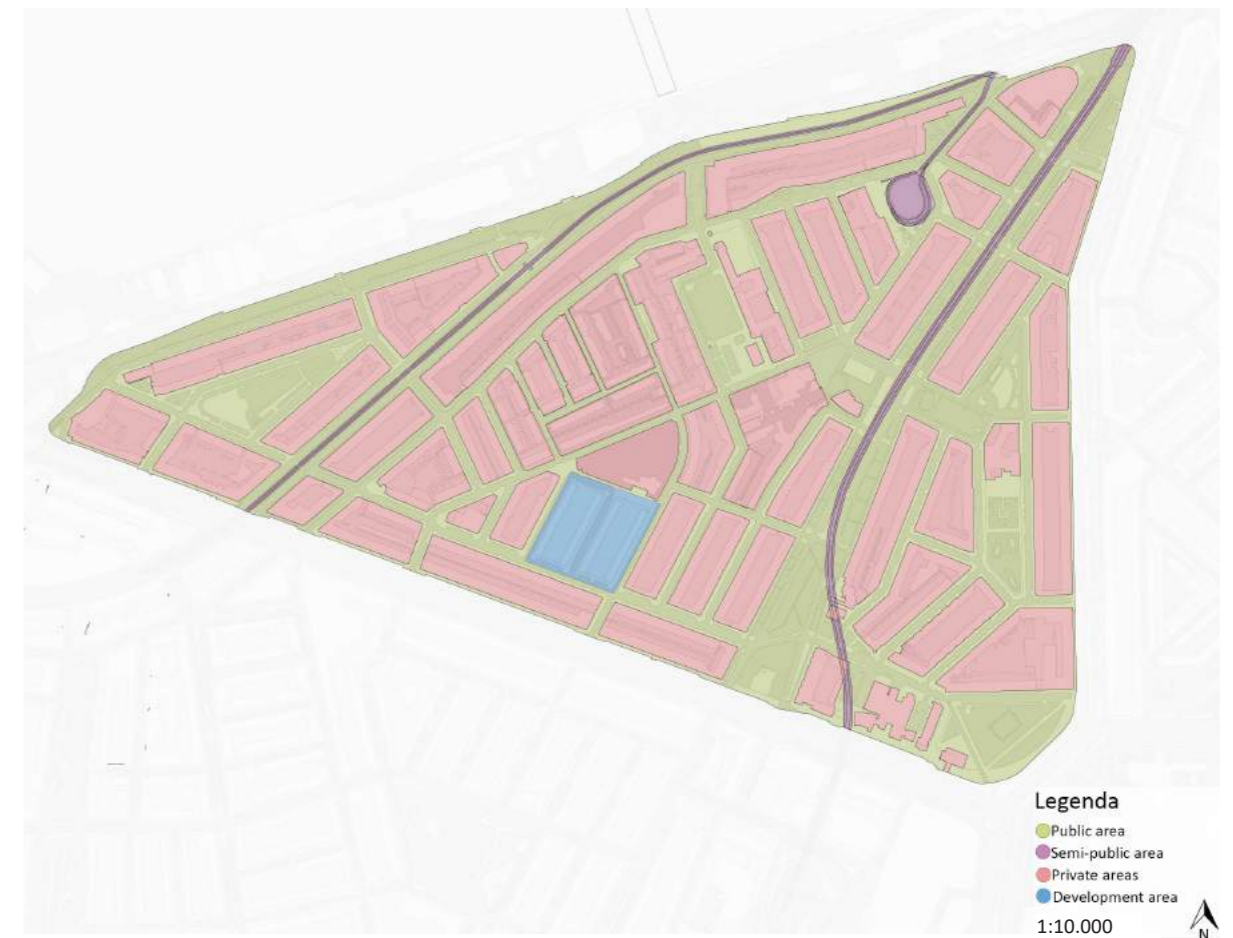 Legenda
Public area
Semi-public area
Private areas
Development area
1:10.000
N